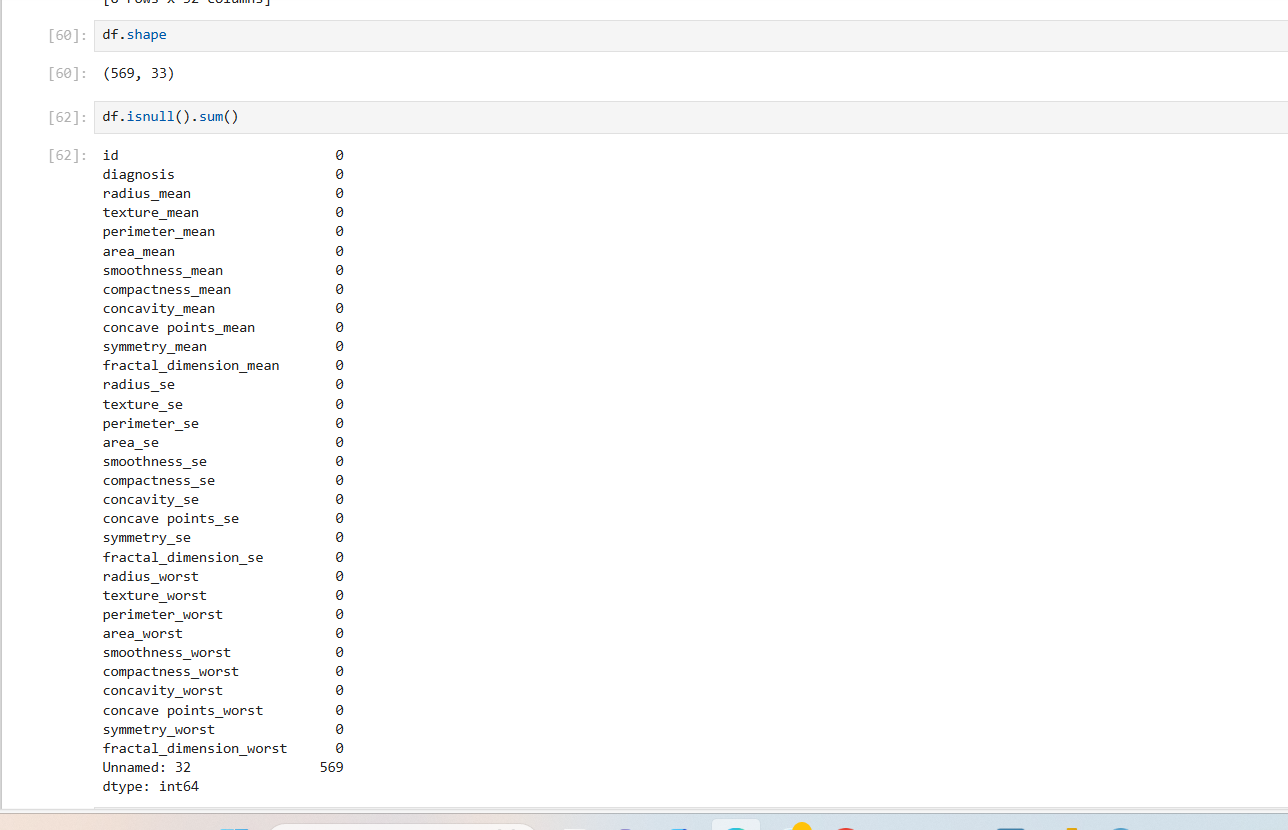 [60]: df.shape
[60]: (569, 33)
[62]: df.isnull().sum()
[62]: id 0
diagnosis 0
radius_mean 0
texture_mean 0
perimeter_mean 0
area_mean 0
smoothness_mean 0
compactness_mean 0
concavity_mean 0
concave points_mean 0
symmetry_mean 0
fractal_dimension_mean 0
radius_se 0
texture_se 0
perimeter_se 0
area_se 0
smoothness_se 0
compactness_se 0
concavity_se 0
concave points_se 0
symmetry_se 0
fractal_dimension_se 0
radius_worst 0
texture_worst 0
perimeter_worst 0
area_worst 0
smoothness_worst 0
compactness_worst 0
concavity_worst 0
concave points_worst 0
symmetry_worst 0
fractal_dimension_worst 0
Unnamed: 32 569
dtype: int64